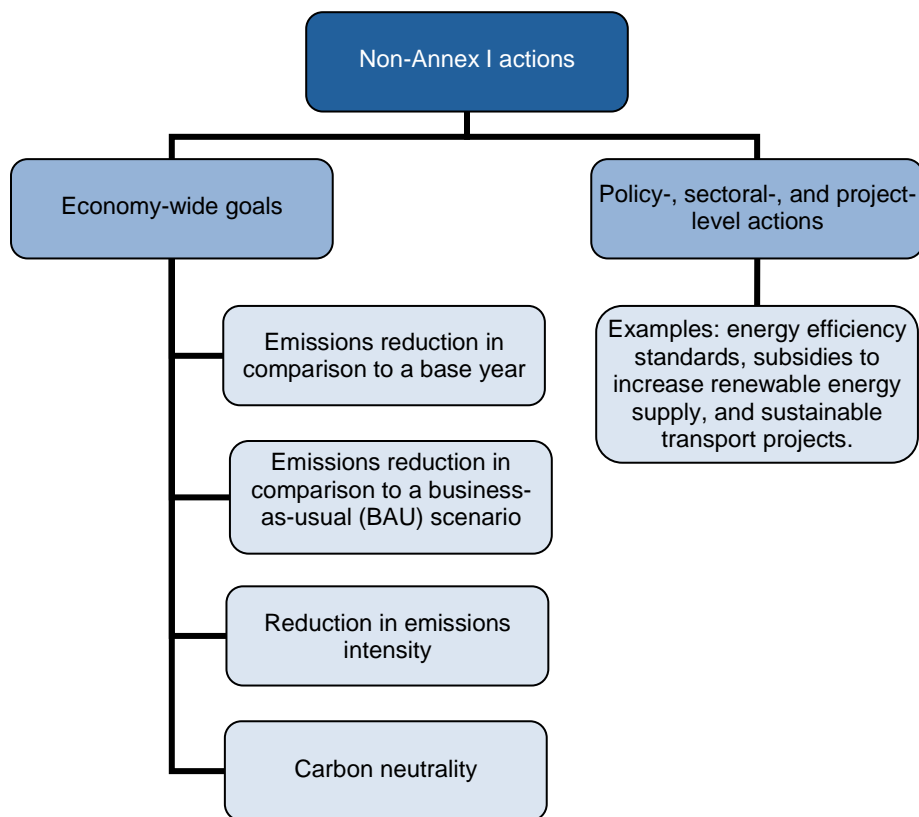 Non-Annex I actions
Economy-wide goals
Policy-, sectoral-, and project-
level actions
Emissions reduction in
comparison to a base year
Examples: energy efficiency
standards, subsidies to
increase renewable energy
supply, and sustainable
transport projects.
Emissions reduction in
comparison to a business-
as-usual (BAU) scenario
Reduction in emissions
intensity
Carbon neutrality